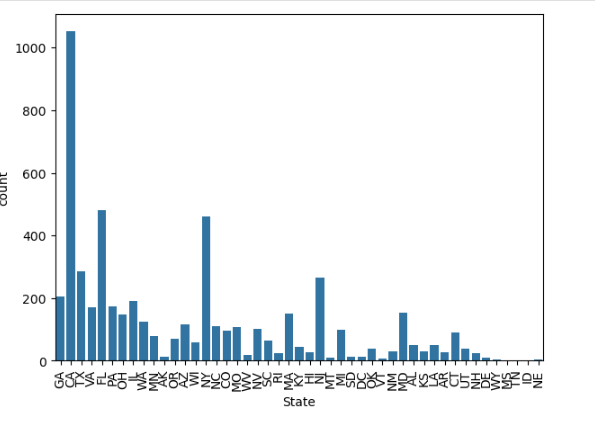 1000
800
600
400
200
0
count
GA CA TX VA FL PA OH IL WA MN AK OR AZ WI NY NC CO MO WV NV SC RI MA KY HI NJ MT MI SD DC OK VT NM MD AL KS LA AR CT UT NH DE WY MS TN ID NE
State